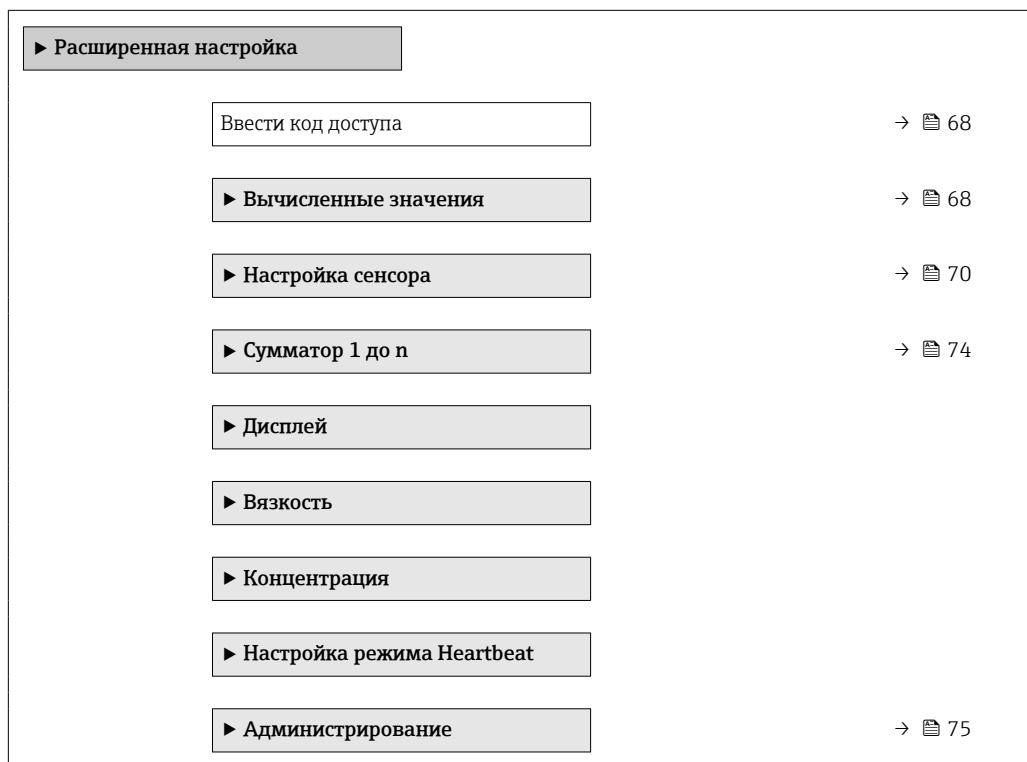 ▶ Расширенная настройка
Ввести код доступа → 68
▶ Вычисленные значения → 68
▶ Настройка сенсора → 70
▶ Сумматор 1 до n → 74
▶ Дисплей
▶ Вязкость
▶ Концентрация
▶ Настройка режима Heartbeat
▶ Администрирование → 75